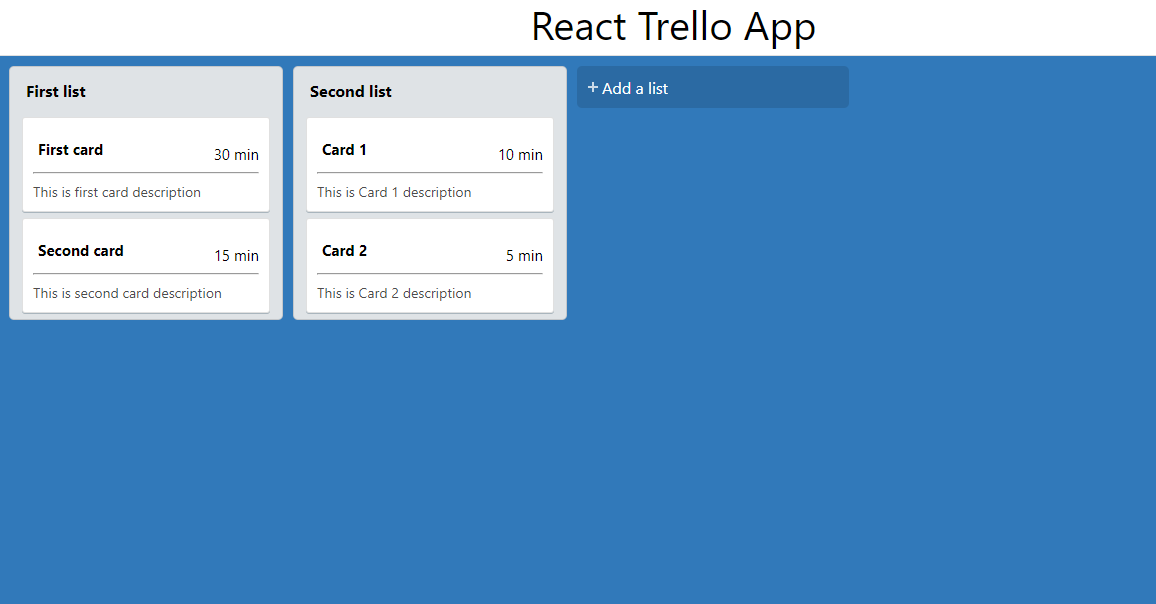 React Trello App
First list
First card
30 min
This is first card description
Second card
15 min
This is second card description
Second list
Card 1
10 min
This is Card 1 description
Card 2
5 min
This is Card 2 description
+ Add a list